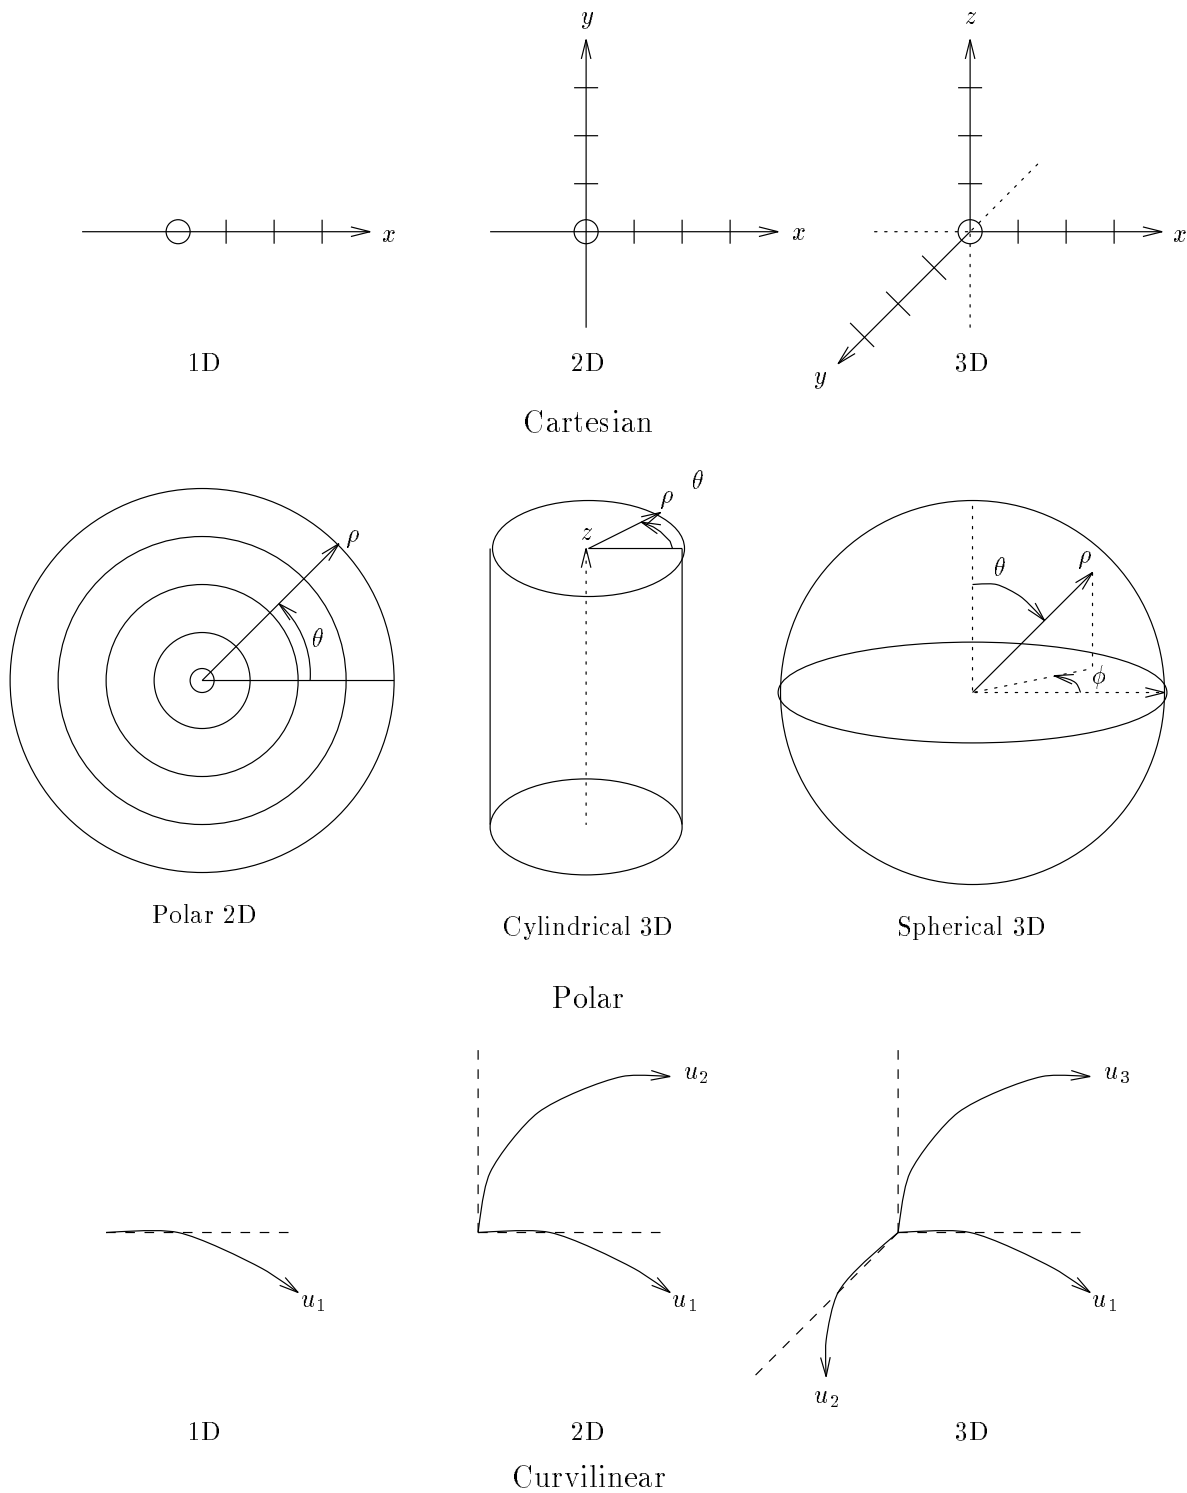 y
z
x
x
x
1D
2D
3D
y
Cartesian
θ
ρ
ρ
z
θ
ρ
θ
ϕ
Polar 2D
Cylindrical 3D
Spherical 3D
Polar
u₂
u₃
u₁
u₁
u₁
u₂
1D
2D
3D
Curvilinear